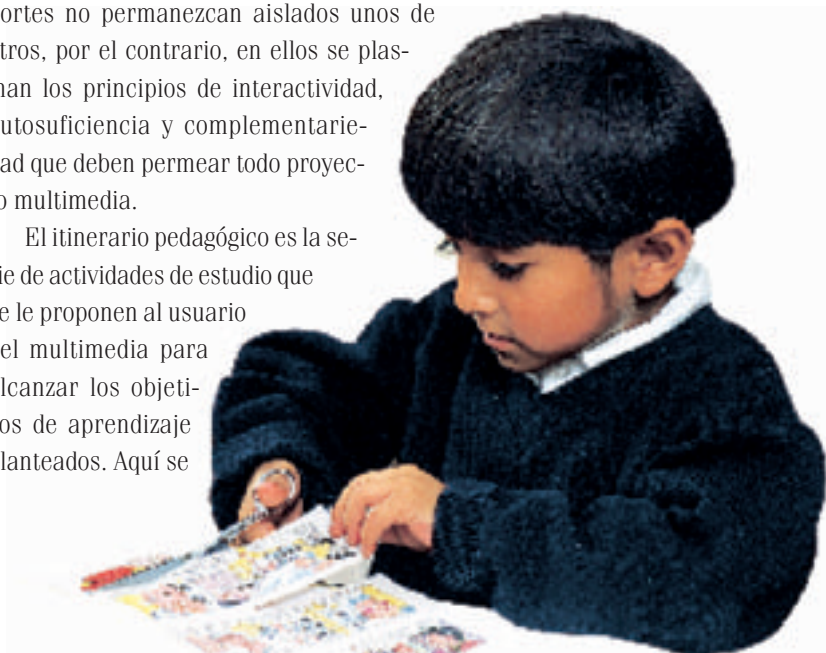 ortes no permanezcan aislados unos de
tros, por el contrario, en ellos se plas-
nan los principios de interactividad,
utosuficiencia y complementarie-
ad que deben permear todo proyec-
o multimedia.
El itinerario pedagógico es la se-
ie de actividades de estudio que
e le proponen al usuario
el multimedia para
lcanzar los objeti-
os de aprendizaje
lanteados. Aquí se